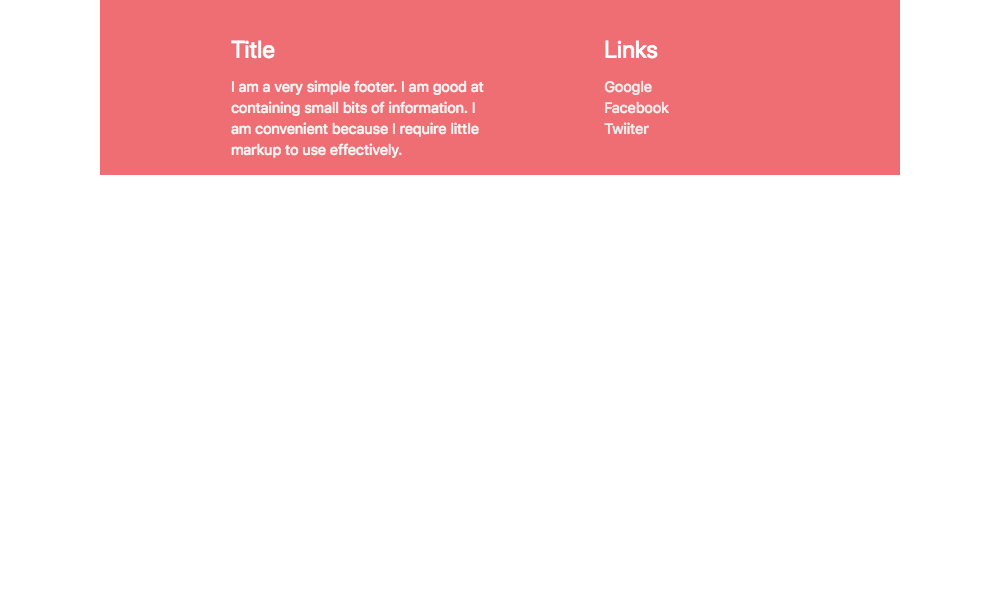 Title
I am a very simple footer. I am good at
containing small bits of information. I
am convenient because I require little
markup to use effectively.
Links
Google
Facebook
Twiiter